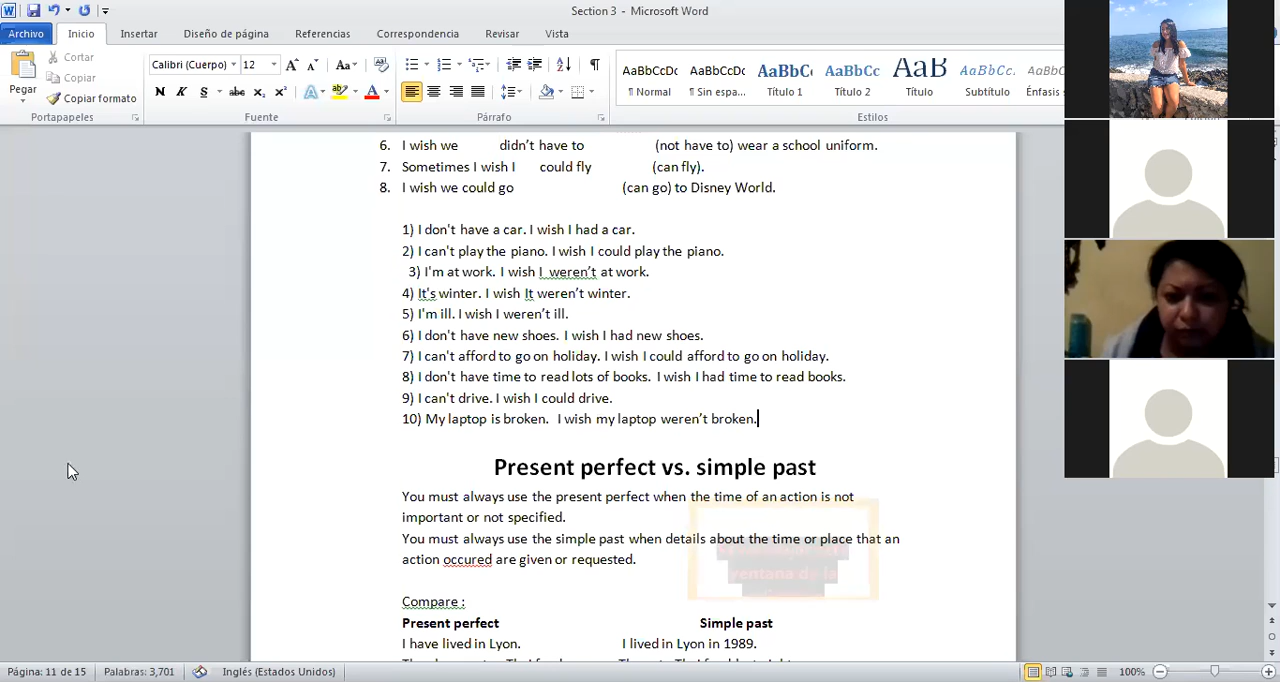 Section 3 - Microsoft Word
Archivo Inicio Insertar Diseño de página Referencias Correspondencia Revisar Vista
Cortar
Copiar
Pegar
Copiar formato
Calibri (Cuerpo) 12
N K S abc x₂ x²
AaBbCcDc AaBbCcDc AaBbC AaBbCc AaB AaBbCc. AaBbCcD
¶ Normal ¶ Sin espa... Título 1 Título 2 Título Subtítulo Énfasis s
Portapapeles Fuente Párrafo Estilos
6. I wish we didn't have to (not have to) wear a school uniform.
7. Sometimes I wish I could fly (can fly).
8. I wish we could go (can go) to Disney World.
1) I don't have a car. I wish I had a car.
2) I can't play the piano. I wish I could play the piano.
3) I'm at work. I wish I weren't at work.
4) It's winter. I wish It weren't winter.
5) I'm ill. I wish I weren't ill.
6) I don't have new shoes. I wish I had new shoes.
7) I can't afford to go on holiday. I wish I could afford to go on holiday.
8) I don't have time to read lots of books. I wish I had time to read books.
9) I can't drive. I wish I could drive.
10) My laptop is broken. I wish my laptop weren't broken.
Present perfect vs. simple past
You must always use the present perfect when the time of an action is not
important or not specified.
You must always use the simple past when details about the time or place that an
action occured are given or requested.
ventana de la
Compare :
Present perfect Simple past
I have lived in Lyon. I lived in Lyon in 1989.
Página: 11 de 15 Palabras: 3,701 Inglés (Estados Unidos) 100%